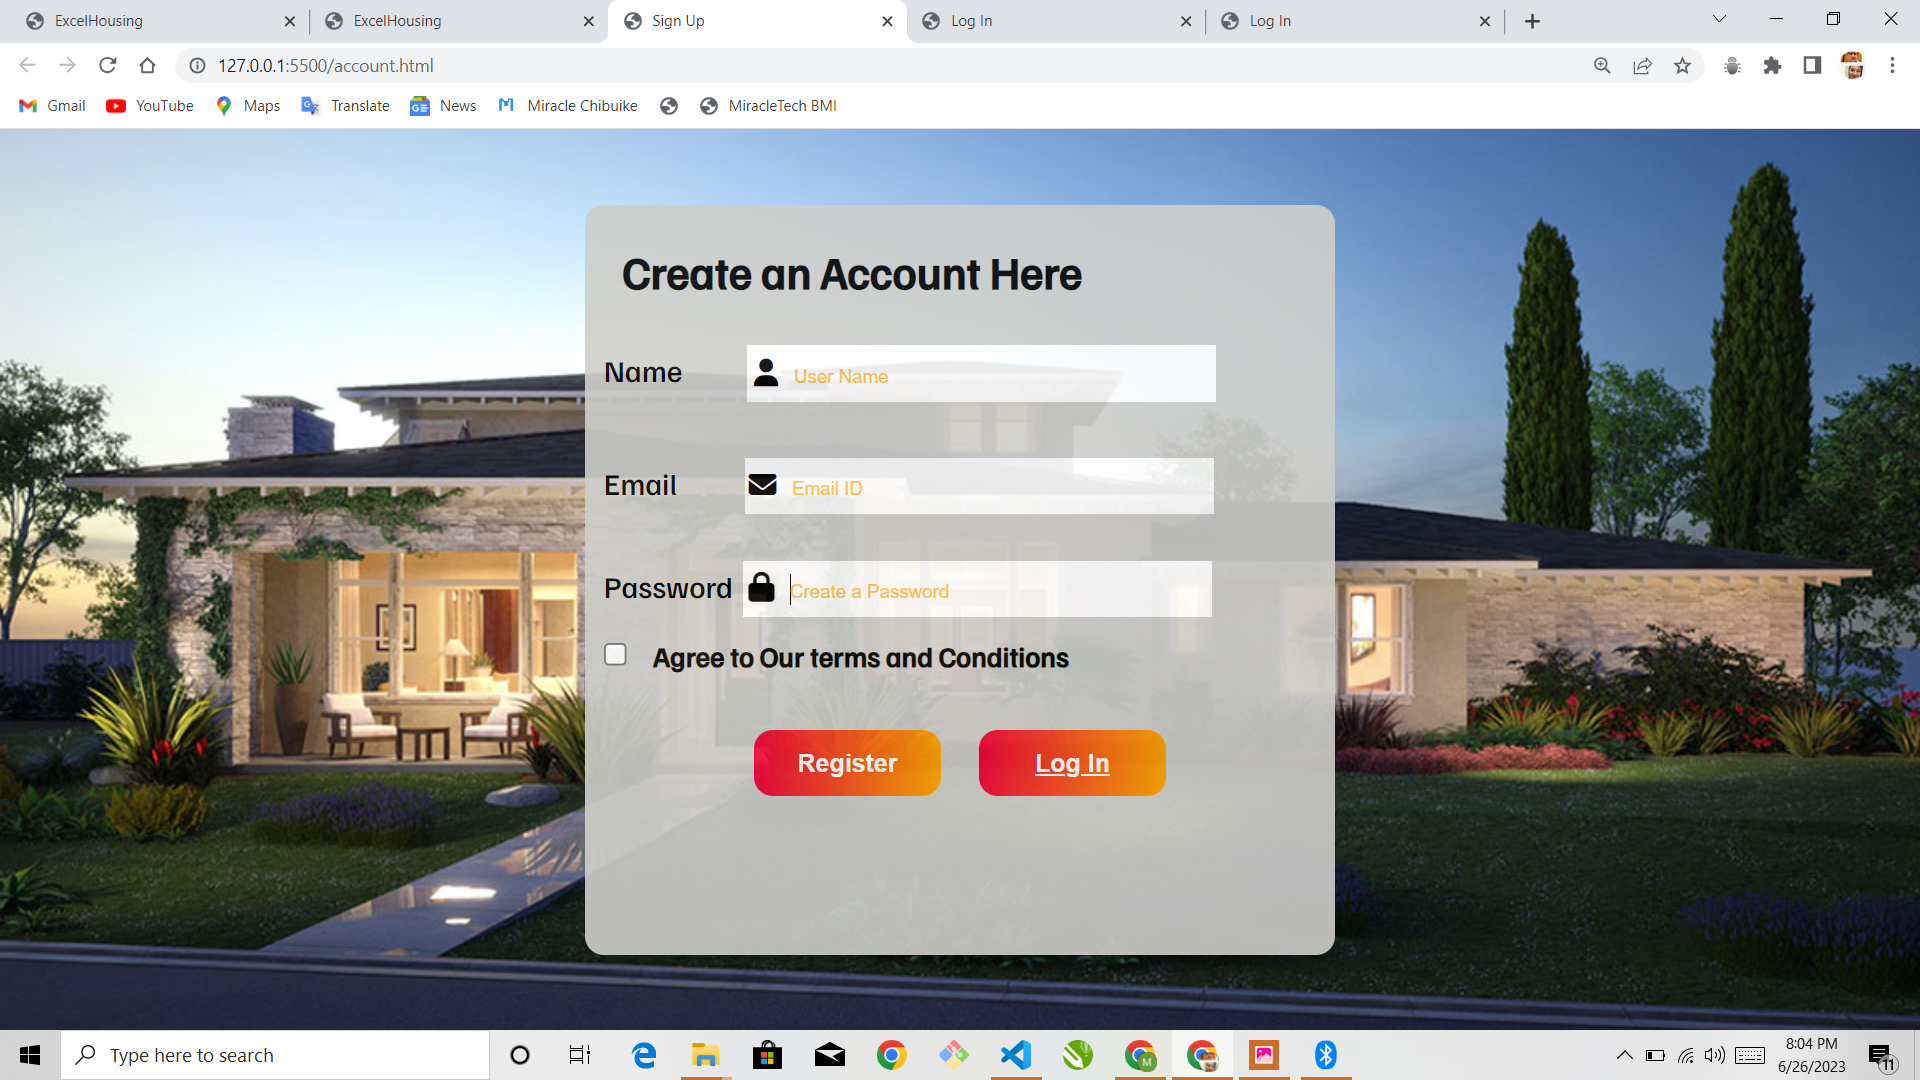 ExcelHousing
ExcelHousing
Sign Up
Log In
Log In
127.0.0.1:5500/account.html
Gmail
YouTube
Maps
Translate
News
Miracle Chibuike
MiracleTech BMI
Create an Account Here
Name
User Name
Email
Email ID
Password
Create a Password
Agree to Our terms and Conditions
Register
Log In
Type here to search
M
8:04 PM
6/26/2023
11